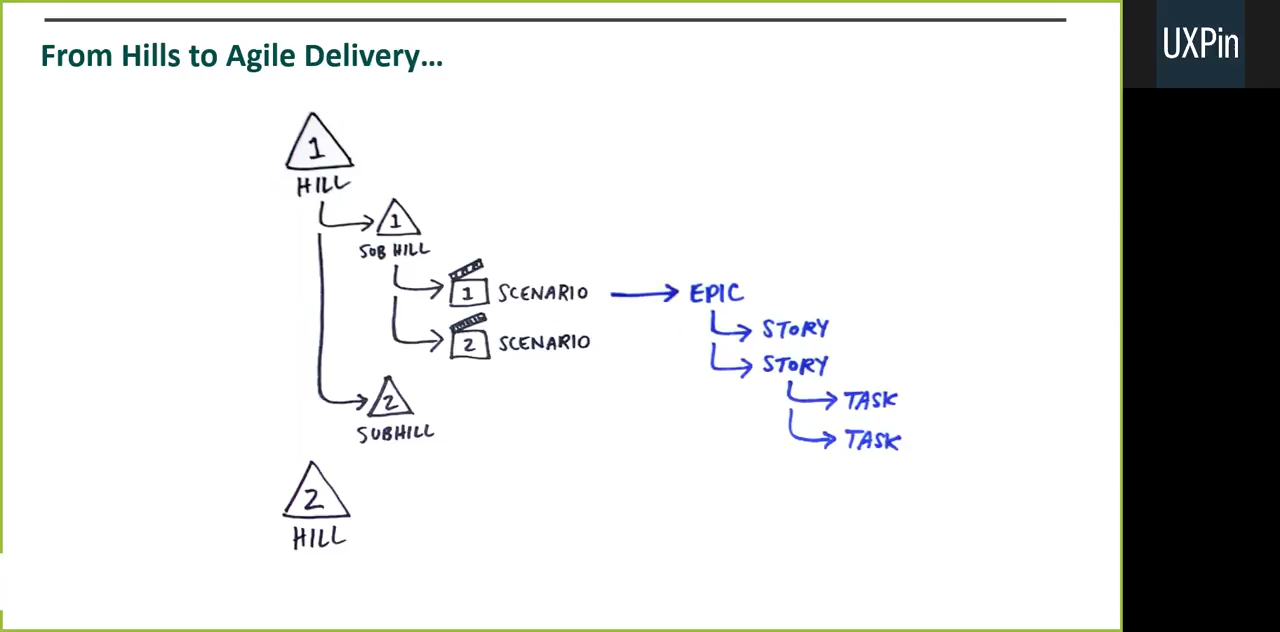 From Hills to Agile Delivery...
UXPin
1
HILL
1
SUB HILL
1 SCENARIO
EPIC
STORY
2 SCENARIO
STORY
2
SUBHILL
TASK
TASK
2
HILL